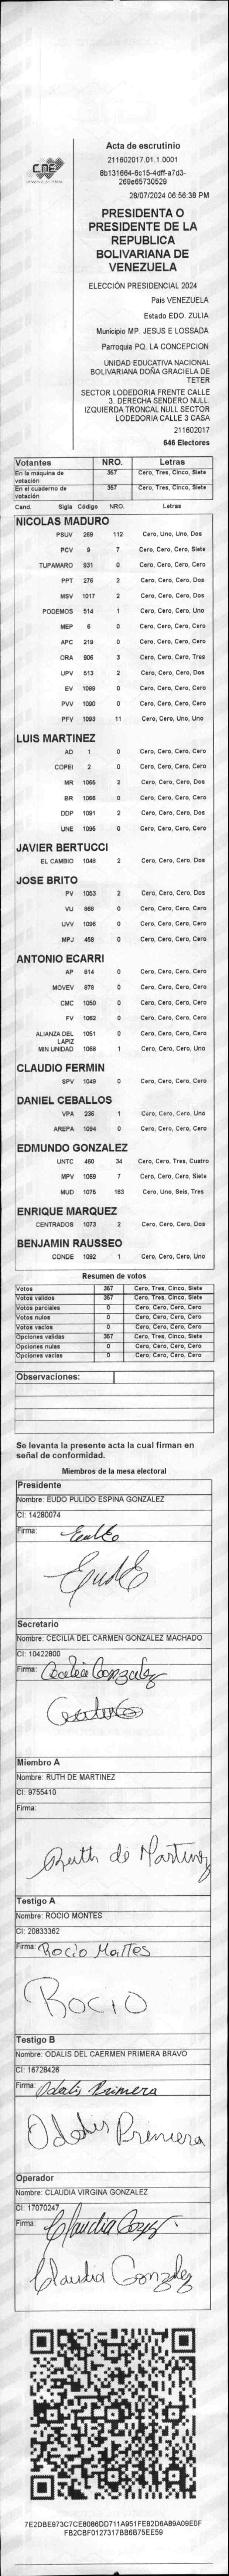 CNE
Acta de escrutinio
211602017.01.1.0001
8b131664-6c15-4dff-a7d3-
269e65730529
28/07/2024 06:56:38 PM
PRESIDENTA O
PRESIDENTE DE LA
REPUBLICA
BOLIVARIANA DE
VENEZUELA
ELECCIÓN PRESIDENCIAL 2024
Pais VENEZUELA
Estado EDO. ZULIA
Municipio MP. JESUS E LOSSADA
Parroquia PQ. LA CONCEPCION
UNIDAD EDUCATIVA NACIONAL
BOLIVARIANA DOÑA GRACIELA DE
TETER
SECTOR LODEDORIA FRENTE CALLE
3. DERECHA SENDERO NULL.
IZQUIERDA TRONCAL NULL SECTOR
LODEDORIA CALLE 3 CASA
211602017
646 Electores
Votantes NRO. Letras
En la máquina de votación 357 Cero, Tres, Cinco, Siete
En el cuaderno de votación 357 Cero, Tres, Cinco, Siete
Cand. Sigla Código NRO. Letras
NICOLAS MADURO
PSUV 269 112 Cero, Uno, Uno, Dos
PCV 9 7 Cero, Cero, Cero, Siete
TUPAMARO 931 0 Cero, Cero, Cero, Cero
PPT 276 2 Cero, Cero, Cero, Dos
MSV 1017 2 Cero, Cero, Cero, Dos
PODEMOS 514 1 Cero, Cero, Cero, Uno
MEP 6 0 Cero, Cero, Cero, Cero
APC 219 0 Cero, Cero, Cero, Cero
ORA 906 3 Cero, Cero, Cero, Tres
UPV 513 2 Cero, Cero, Cero, Dos
EV 1089 0 Cero, Cero, Cero, Cero
PVV 1090 0 Cero, Cero, Cero, Cero
PFV 1093 11 Cero, Cero, Uno, Uno
LUIS MARTINEZ
AD 1 0 Cero, Cero, Cero, Cero
COPEI 2 0 Cero, Cero, Cero, Cero
MR 1065 2 Cero, Cero, Cero, Dos
BR 1066 0 Cero, Cero, Cero, Cero
DDP 1091 2 Cero, Cero, Cero, Dos
UNE 1095 0 Cero, Cero, Cero, Cero
JAVIER BERTUCCI
EL CAMBIO 1048 2 Cero, Cero, Cero, Dos
JOSE BRITO
PV 1053 2 Cero, Cero, Cero, Dos
VU 868 0 Cero, Cero, Cero, Cero
UVV 1096 0 Cero, Cero, Cero, Cero
MPJ 458 0 Cero, Cero, Cero, Cero
ANTONIO ECARRI
AP 814 0 Cero, Cero, Cero, Cero
MOVEV 879 0 Cero, Cero, Cero, Cero
CMC 1050 0 Cero, Cero, Cero, Cero
FV 1062 0 Cero, Cero, Cero, Cero
ALIANZA DEL LAPIZ 1051 0 Cero, Cero, Cero, Cero
MIN UNIDAD 1068 1 Cero, Cero, Cero, Uno
CLAUDIO FERMIN
SPV 1049 0 Cero, Cero, Cero, Cero
DANIEL CEBALLOS
VPA 236 1 Cero, Cero, Cero, Uno
AREPA 1094 0 Cero, Cero, Cero, Cero
EDMUNDO GONZALEZ
UNTC 460 34 Cero, Cero, Tres, Cuatro
MPV 1069 7 Cero, Cero, Cero, Siete
MUD 1075 163 Cero, Uno, Seis, Tres
ENRIQUE MARQUEZ
CENTRADOS 1073 2 Cero, Cero, Cero, Dos
BENJAMIN RAUSSEO
CONDE 1092 1 Cero, Cero, Cero, Uno
Resumen de votos
Votos 357 Cero, Tres, Cinco, Siete
Votos válidos 357 Cero, Tres, Cinco, Siete
Votos parciales 0 Cero, Cero, Cero, Cero
Votos nulos 0 Cero, Cero, Cero, Cero
Votos vacíos 0 Cero, Cero, Cero, Cero
Opciones validas 357 Cero, Tres, Cinco, Siete
Opciones nulas 0 Cero, Cero, Cero, Cero
Opciones vacias 0 Cero, Cero, Cero, Cero
Observaciones:
Se levanta la presente acta la cual firman en
señal de conformidad.
Miembros de la mesa electoral
Presidente
Nombre: EUDO PULIDO ESPINA GONZALEZ
CI: 14280074
Firma:
Secretario
Nombre: CECILIA DEL CARMEN GONZALEZ MACHADO
CI: 10422800
Firma: Cecilia Gonzalez
Miembro A
Nombre: RUTH DE MARTINEZ
CI: 9755410
Firma:
Ruth de Martinez
Testigo A
Nombre: ROCIO MONTES
CI: 20833362
Firma: Rocio Montes
ROCIO
Testigo B
Nombre: ODALIS DEL CAERMEN PRIMERA BRAVO
CI: 16728426
Firma: Odalis Primera
Odalis Primera
Operador
Nombre: CLAUDIA VIRGINA GONZALEZ
CI: 17070247
Firma:
Claudia Gonzalez
7E2DBE973C7CE8086DD711A951FE82D6A89A09E0F
FB2CBF0127317BB6B75EE59